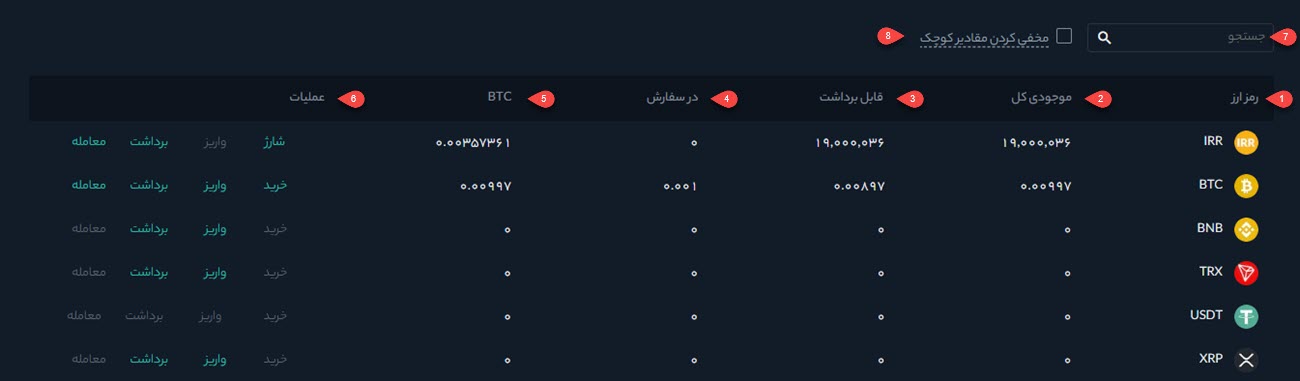 7 جستجو مخفی کردن مقادیر کوچک 8
1 رمز ارز 2 موجودی کل 3 قابل برداشت 4 در سفارش 5 BTC 6 عملیات
IRR IRR ۱۹,۰۰۰,۰۳۶ ۱۹,۰۰۰,۰۳۶ ۰ ۰.۰۰۳۵۷۳۶۱ شارژ واریز برداشت معامله
BTC ۰.۰۰۹۹۷ ۰.۰۰۸۹۷ ۰.۰۰۱ ۰.۰۰۹۹۷ خرید واریز برداشت معامله
BNB ۰ ۰ ۰ ۰ خرید واریز برداشت معامله
TRX ۰ ۰ ۰ ۰ خرید واریز برداشت معامله
USDT ۰ ۰ ۰ ۰ خرید واریز برداشت معامله
XRP ۰ ۰ ۰ ۰ خرید واریز برداشت معامله